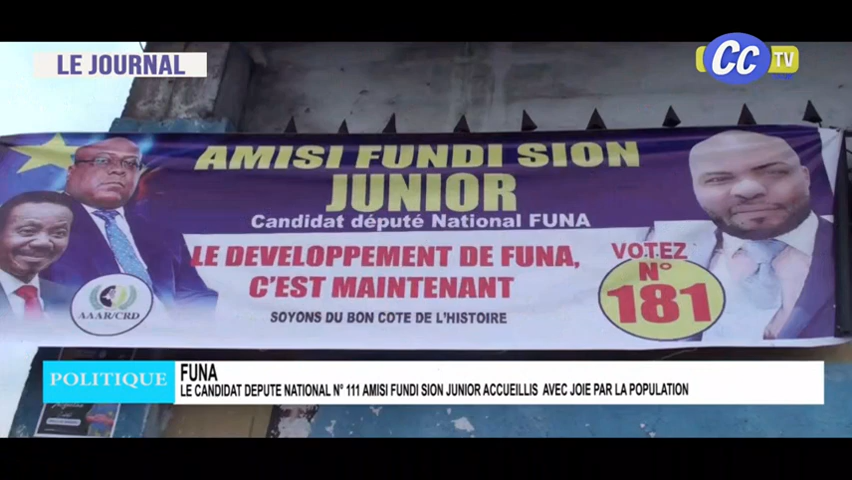 LE JOURNAL
CC TV
AMISI FUNDI SION
JUNIOR
Candidat député National FUNA
LE DEVELOPPEMENT DE FUNA,
C'EST MAINTENANT
SOYONS DU BON COTE DE L'HISTOIRE
VOTEZ
N°
181
AAAR/CRD
POLITIQUE
FUNA
LE CANDIDAT DEPUTE NATIONAL N° 111 AMISI FUNDI SION JUNIOR ACCUEILLIS AVEC JOIE PAR LA POPULATION